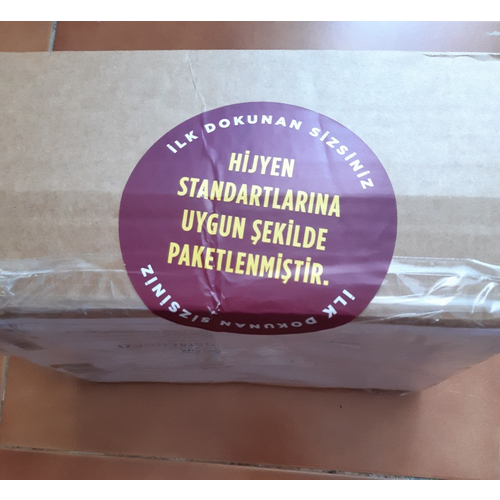 İLK DOKUNAN SİZSİNİZ
HİJYEN
STANDARTLARINA
UYGUN ŞEKİLDE
PAKETLENMİŞTİR.
İLK DOKUNAN SİZSİNİZ